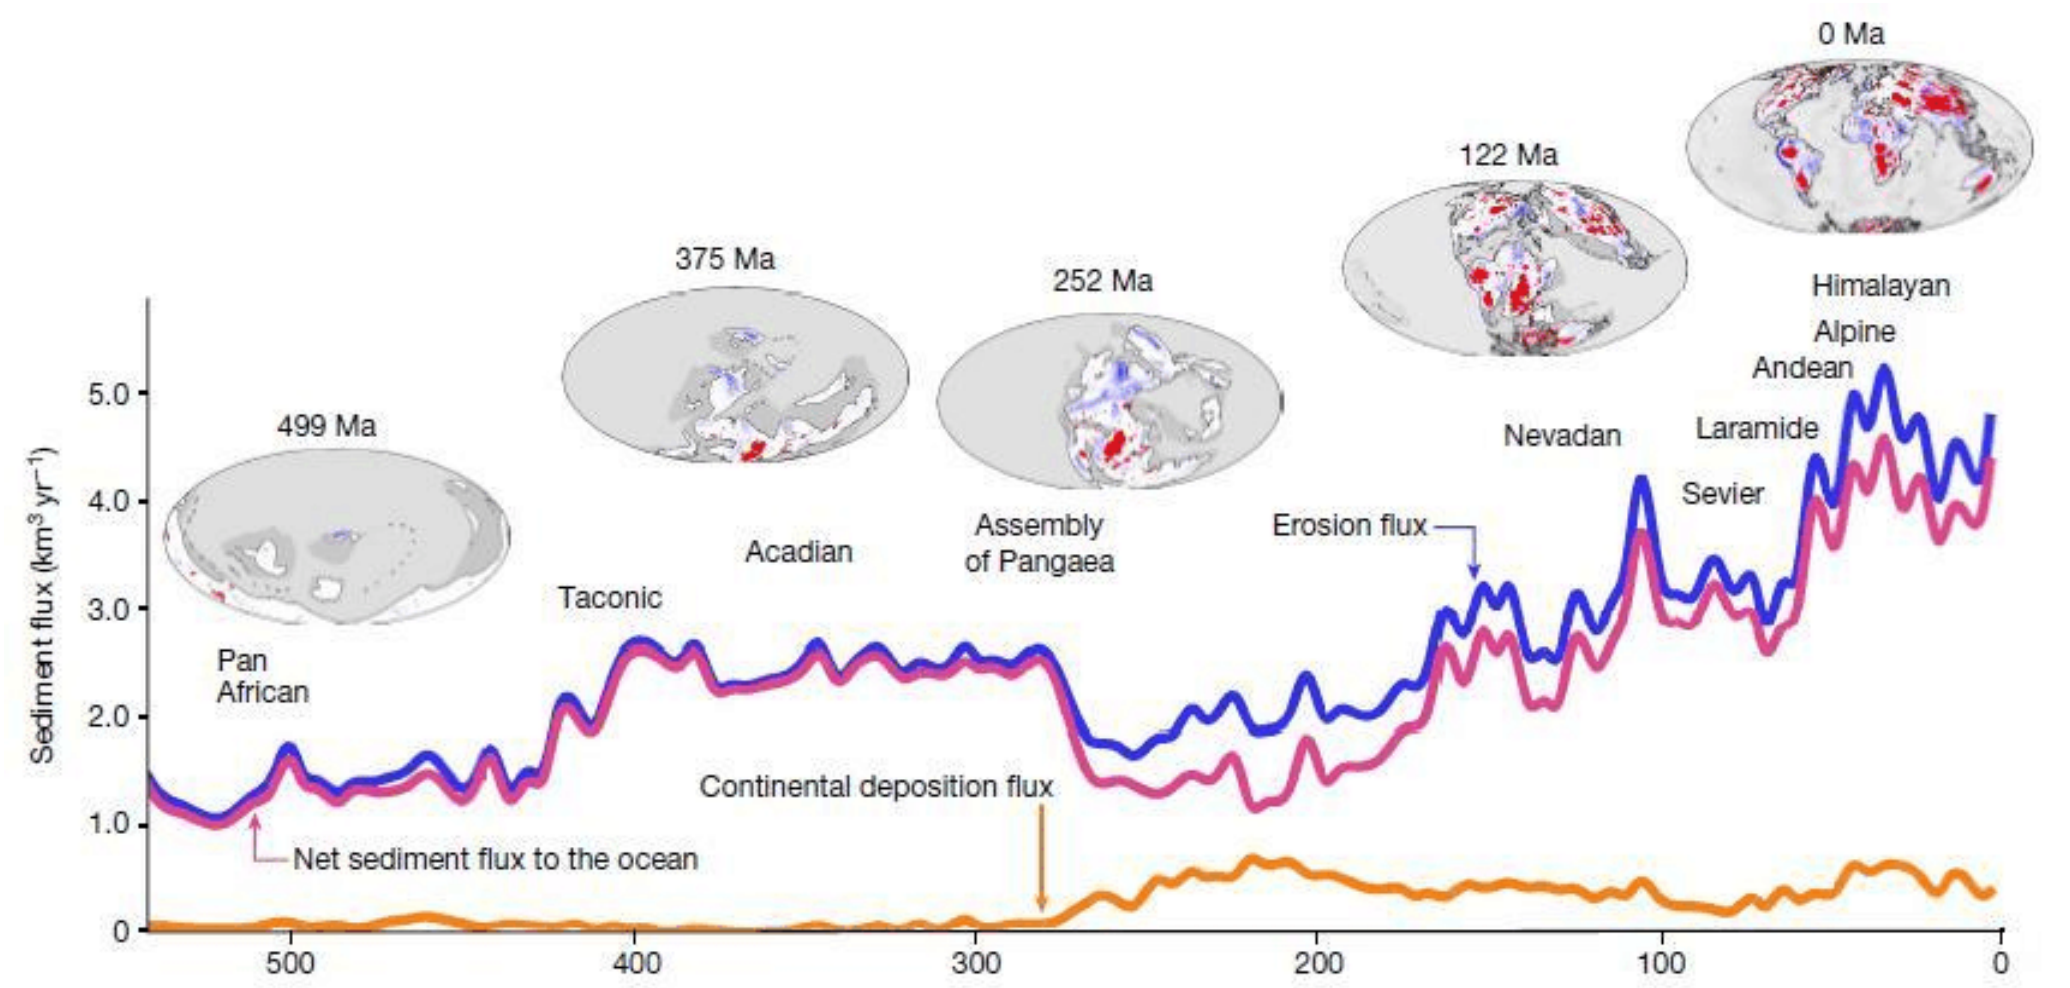 0 Ma
122 Ma
375 Ma
252 Ma
499 Ma
Himalayan
Alpine
Andean
Laramide
Nevadan
Sevier
Erosion flux
Assembly
of Pangaea
Acadian
Taconic
Pan
African
Continental deposition flux
Net sediment flux to the ocean
Sediment flux (km³ yr⁻¹)
5.0
4.0
3.0
2.0
1.0
0
500
400
300
200
100
0